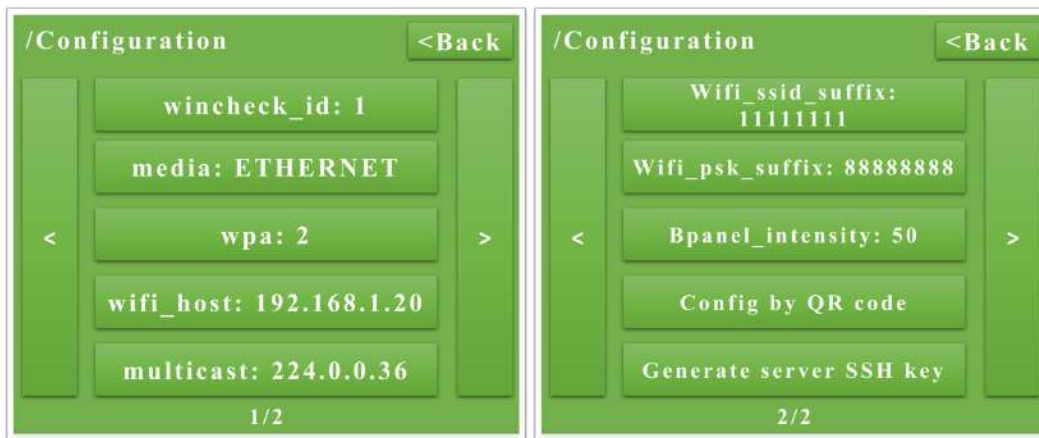 /Configuration
<Back
wincheck_id: 1
media: ETHERNET
wpa: 2
wifi_host: 192.168.1.20
multicast: 224.0.0.36
<
>
1/2
/Configuration
<Back
Wifi_ssid_suffix:
11111111
Wifi_psk_suffix: 88888888
Bpanel_intensity: 50
Config by QR code
Generate server SSH key
<
>
2/2